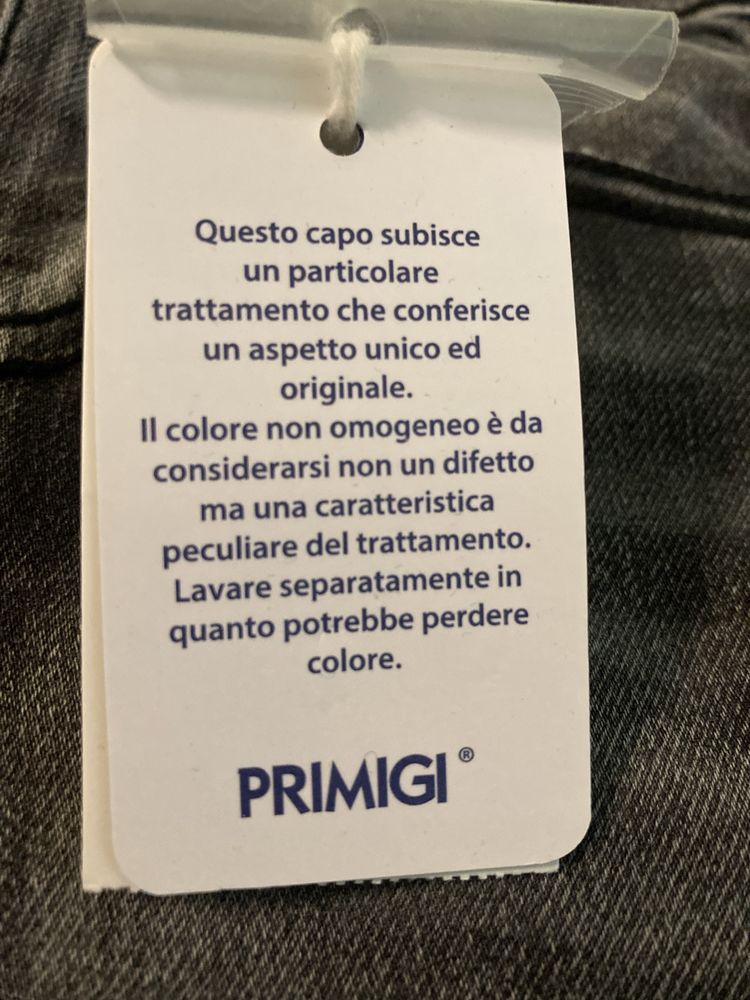 Questo capo subisce
un particolare
trattamento che conferisce
un aspetto unico ed
originale.
Il colore non omogeneo è da
considerarsi non un difetto
ma una caratteristica
peculiare del trattamento.
Lavare separatamente in
quanto potrebbe perdere
colore.
PRIMIGI®